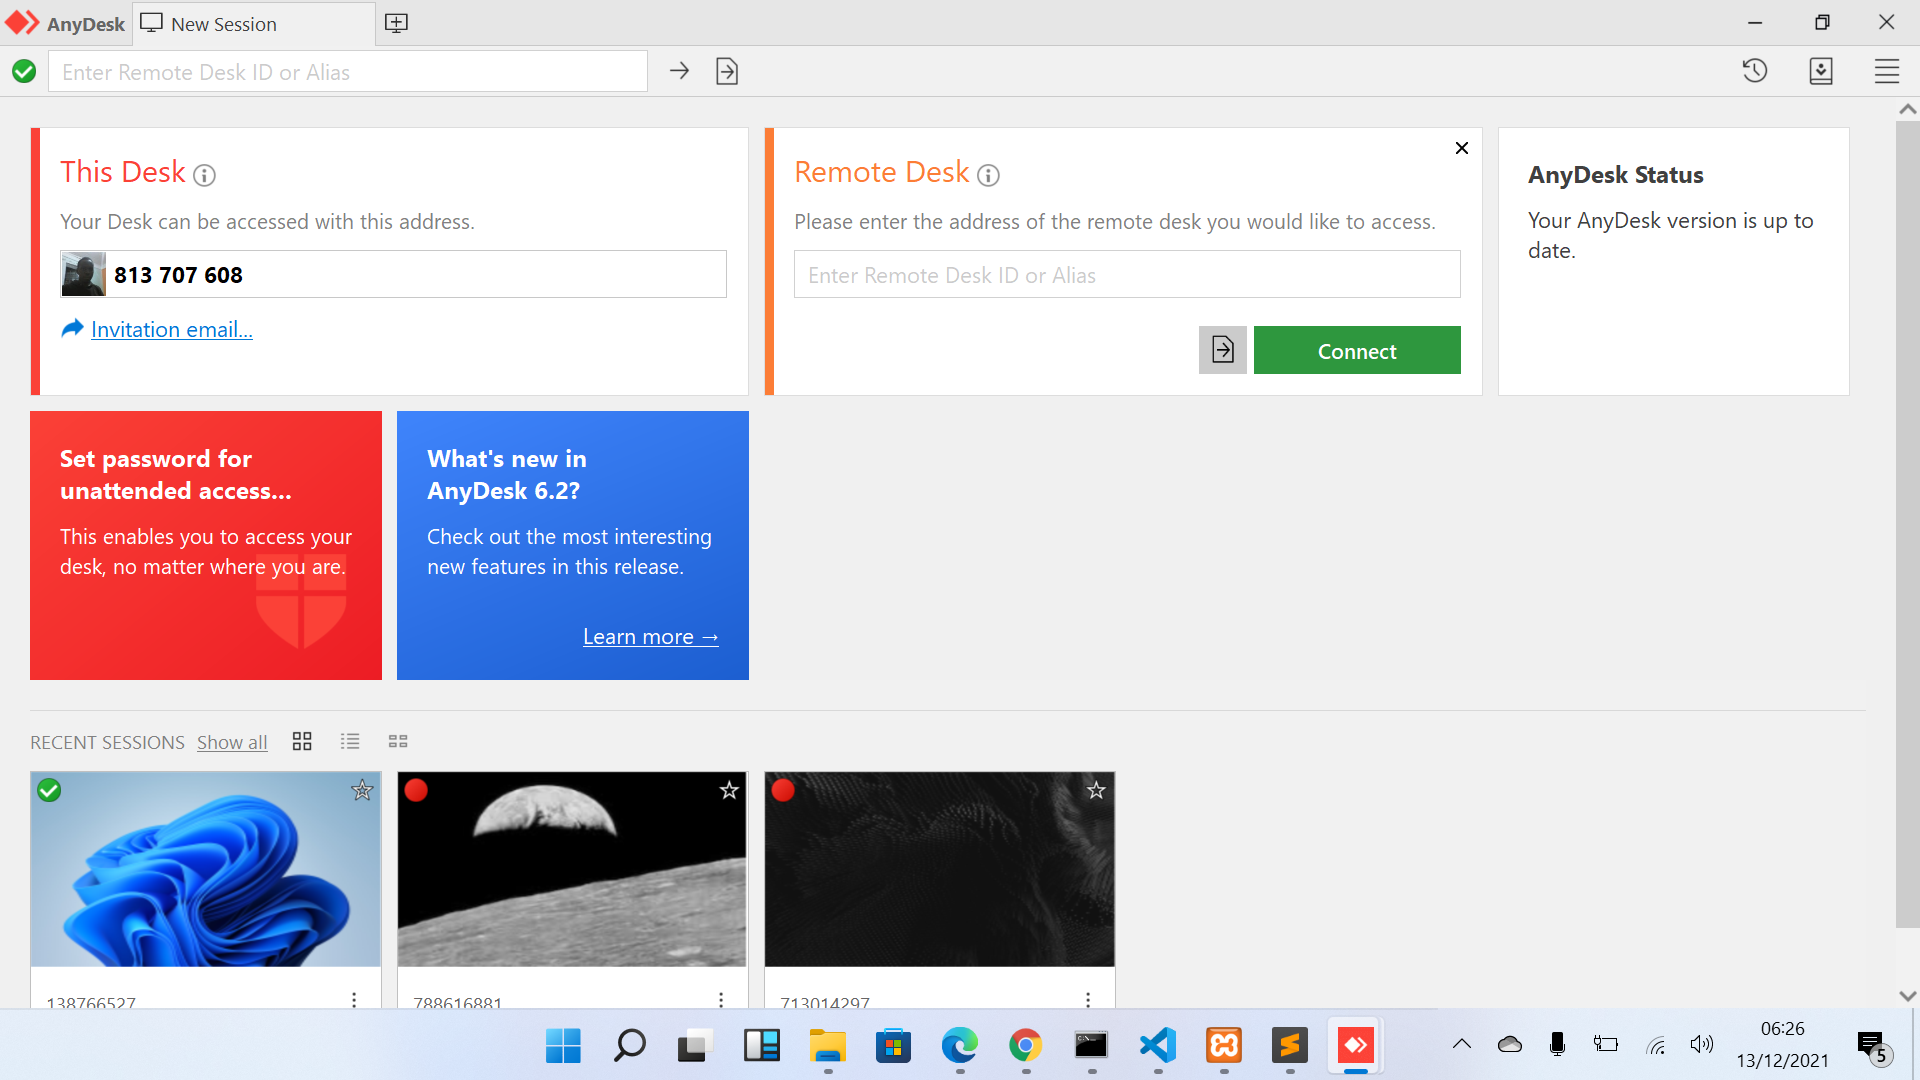 AnyDesk
New Session
Enter Remote Desk ID or Alias
This Desk
Your Desk can be accessed with this address.
813 707 608
Invitation email...
Remote Desk
Please enter the address of the remote desk you would like to access.
Enter Remote Desk ID or Alias
Connect
AnyDesk Status
Your AnyDesk version is up to
date.
Set password for
unattended access...
This enables you to access your
desk, no matter where you are.
What's new in
AnyDesk 6.2?
Check out the most interesting
new features in this release.
Learn more →
RECENT SESSIONS Show all
138766527
788616881
713014297
06:26
13/12/2021
5